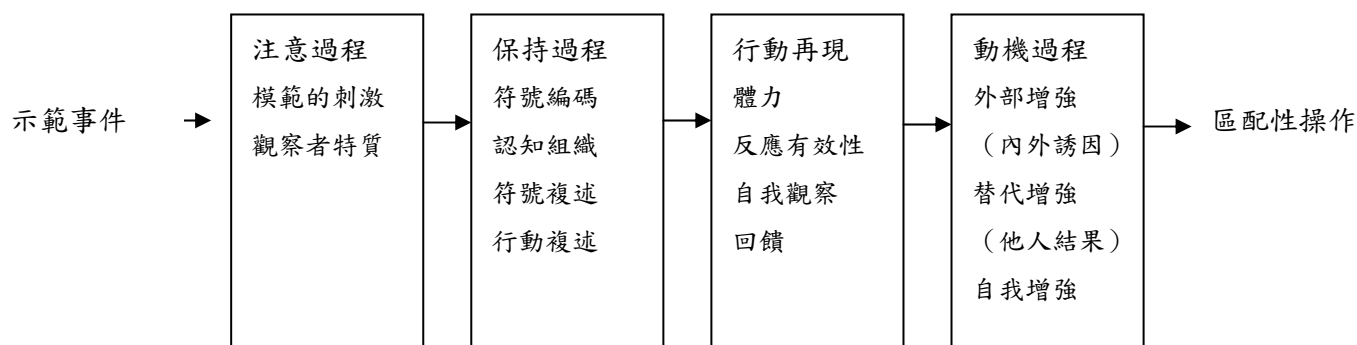 示範事件
注意過程
模範的刺激
觀察者特質
保持過程
符號編碼
認知組織
符號複述
行動複述
行動再現
體力
反應有效性
自我觀察
回饋
動機過程
外部增強
（內外誘因）
替代增強
（他人結果）
自我增強
區配性操作